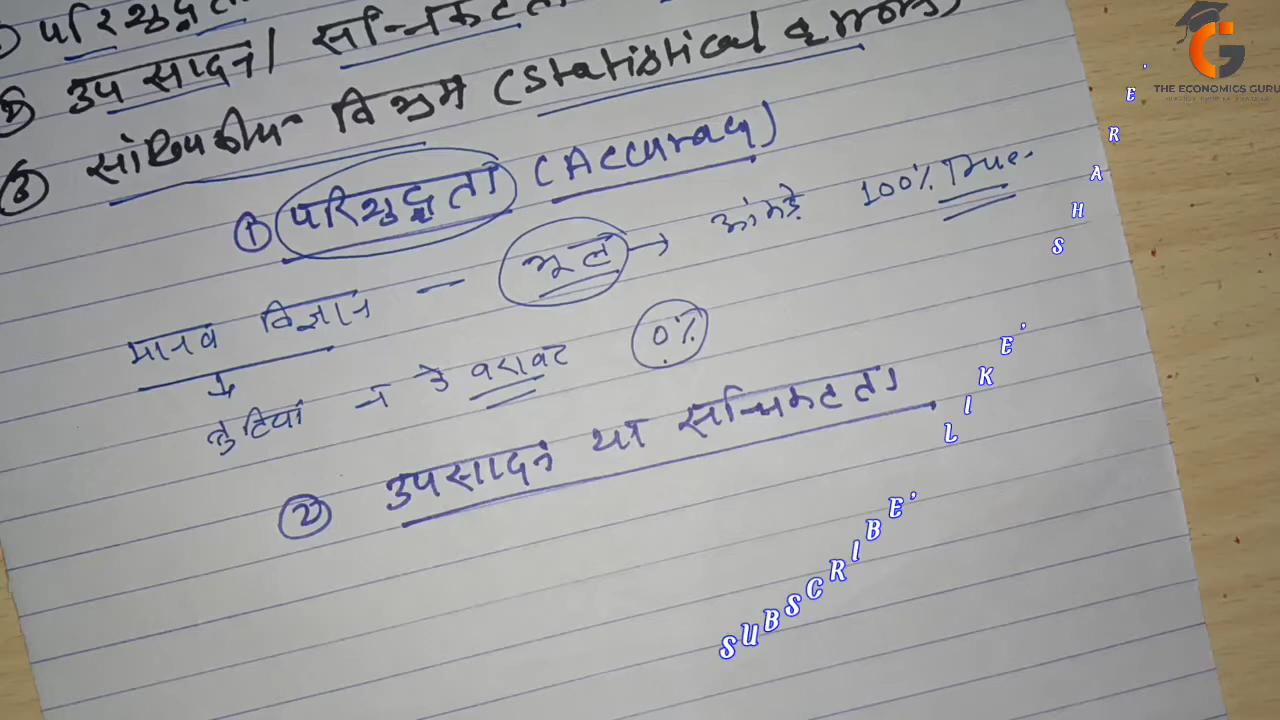 परिशुद्धता
② उपसादन/ सन्निकटता
③ सांख्यिकीय विभ्रम (Statistical Errors)
① परिशुद्धता (Accuracy)
मानव विज्ञान — भूल → आंकड़े 100% True.
त्रुटियां न के बराबर 0%
② उपसादन या सन्निकटता
THE ECONOMICS GURU
SHARE'
LIKE'
SUBSCRIBE'